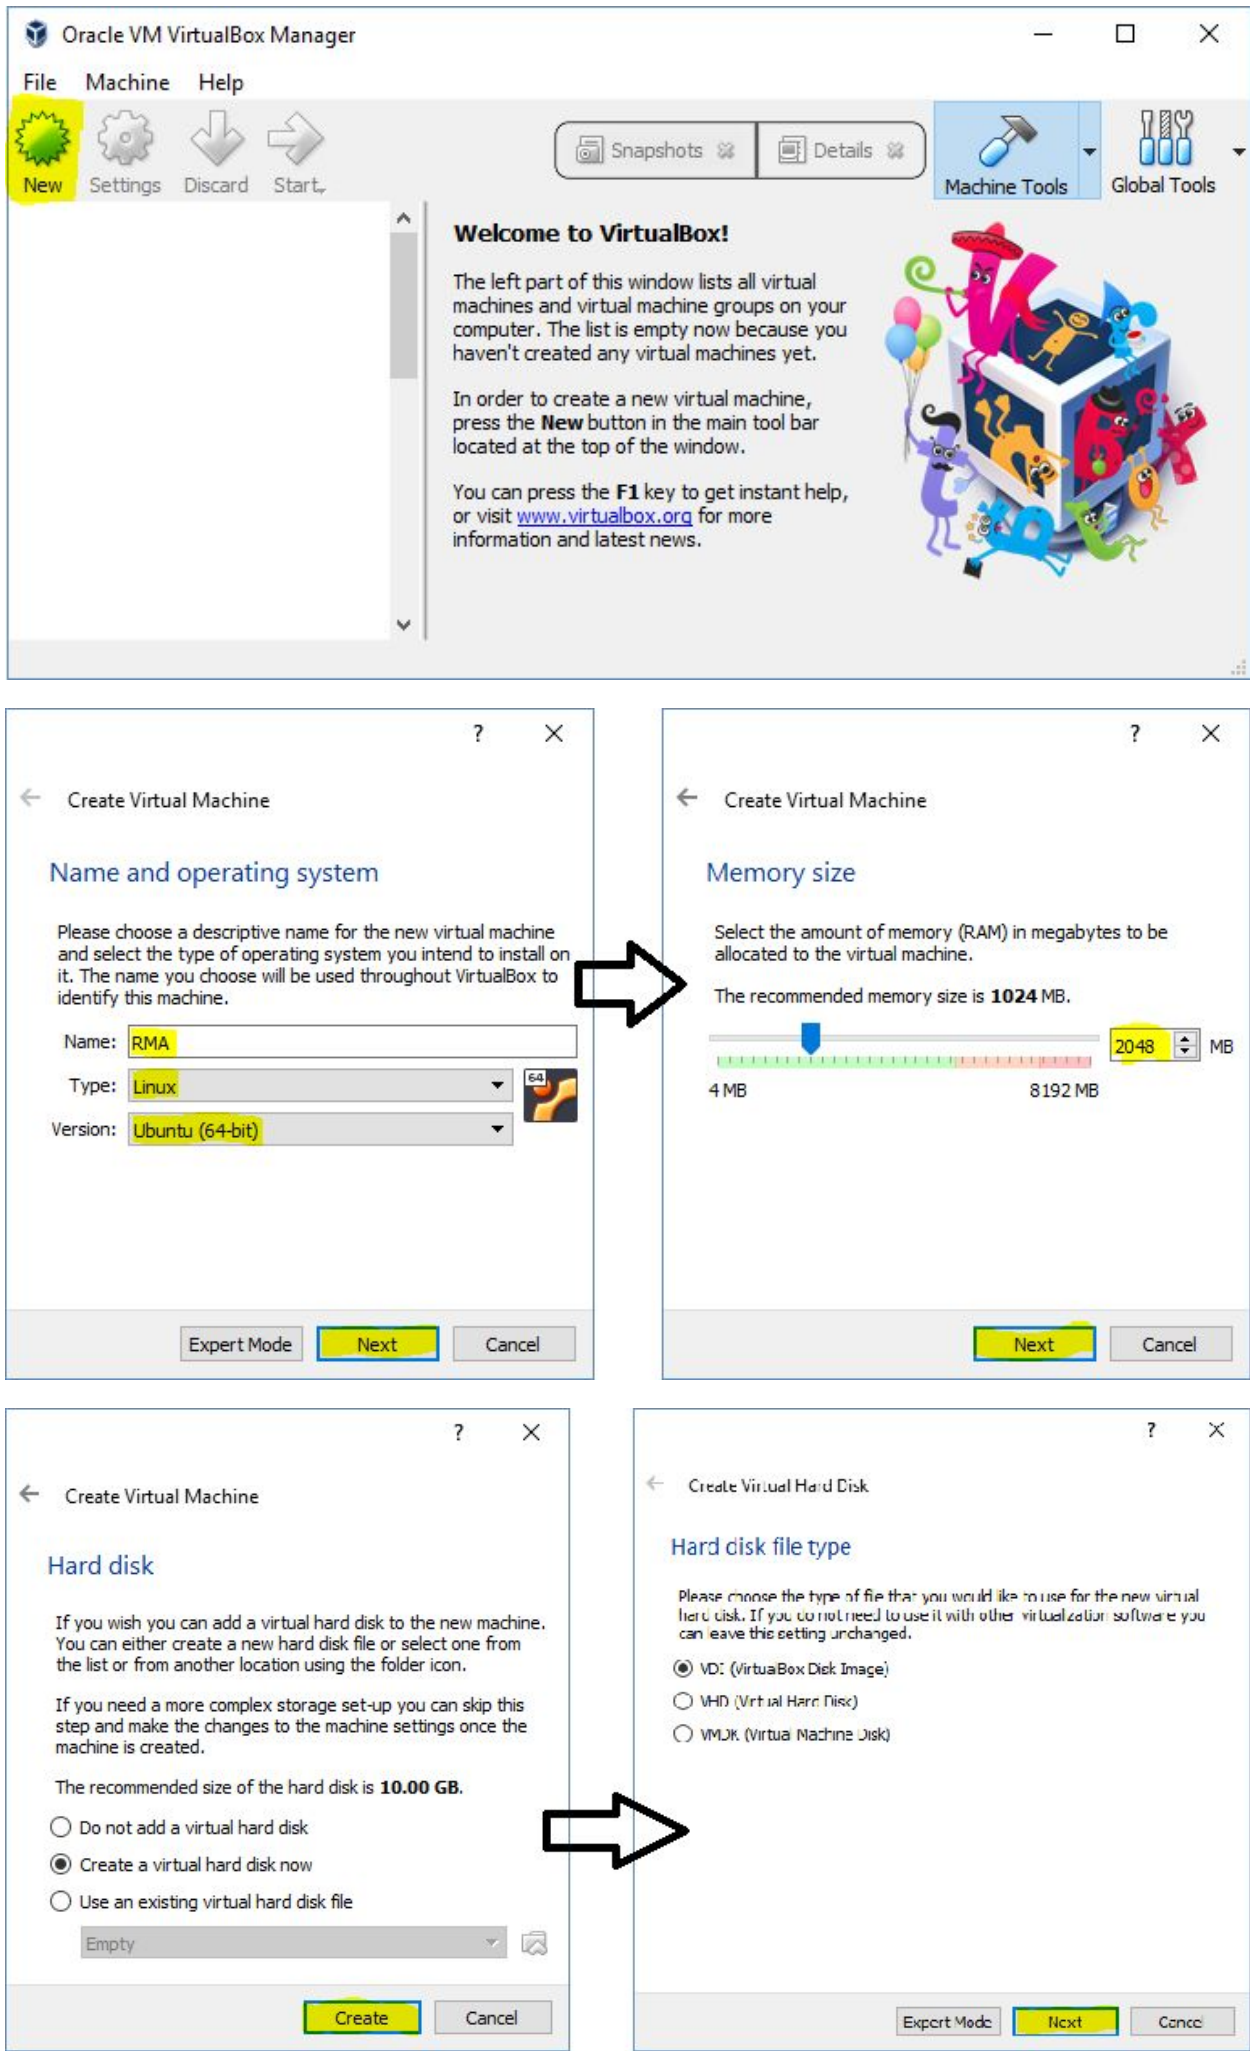 Oracle VM VirtualBox Manager
File Machine Help
New Settings Discard Start
Snapshots Details
Machine Tools Global Tools
Welcome to VirtualBox!
The left part of this window lists all virtual
machines and virtual machine groups on your
computer. The list is empty now because you
haven't created any virtual machines yet.
In order to create a new virtual machine,
press the New button in the main tool bar
located at the top of the window.
You can press the F1 key to get instant help,
or visit www.virtualbox.org for more
information and latest news.
?
Create Virtual Machine
Name and operating system
Please choose a descriptive name for the new virtual machine
and select the type of operating system you intend to install on
it. The name you choose will be used throughout VirtualBox to
identify this machine.
Name: RMA
Type: Linux
64
Version: Ubuntu (64-bit)
Expert Mode Next Cancel
?
Create Virtual Machine
Memory size
Select the amount of memory (RAM) in megabytes to be
allocated to the virtual machine.
The recommended memory size is 1024 MB.
2048 MB
4 MB 8192 MB
Next Cancel
?
Create Virtual Machine
Hard disk
If you wish you can add a virtual hard disk to the new machine.
You can either create a new hard disk file or select one from
the list or from another location using the folder icon.
If you need a more complex storage set-up you can skip this
step and make the changes to the machine settings once the
machine is created.
The recommended size of the hard disk is 10.00 GB.
Do not add a virtual hard disk
Create a virtual hard disk now
Use an existing virtual hard disk file
Empty
Create Cancel
?
Create Virtual Hard Disk
Hard disk file type
Please choose the type of file that you would like to use for the new virtual
hard disk. If you do not need to use it with other virtualization software you
can leave this setting unchanged.
VDI (VirtualBox Disk Image)
VHD (Virtual Hard Disk)
VMDK (Virtual Machine Disk)
Expert Mode Next Cancel